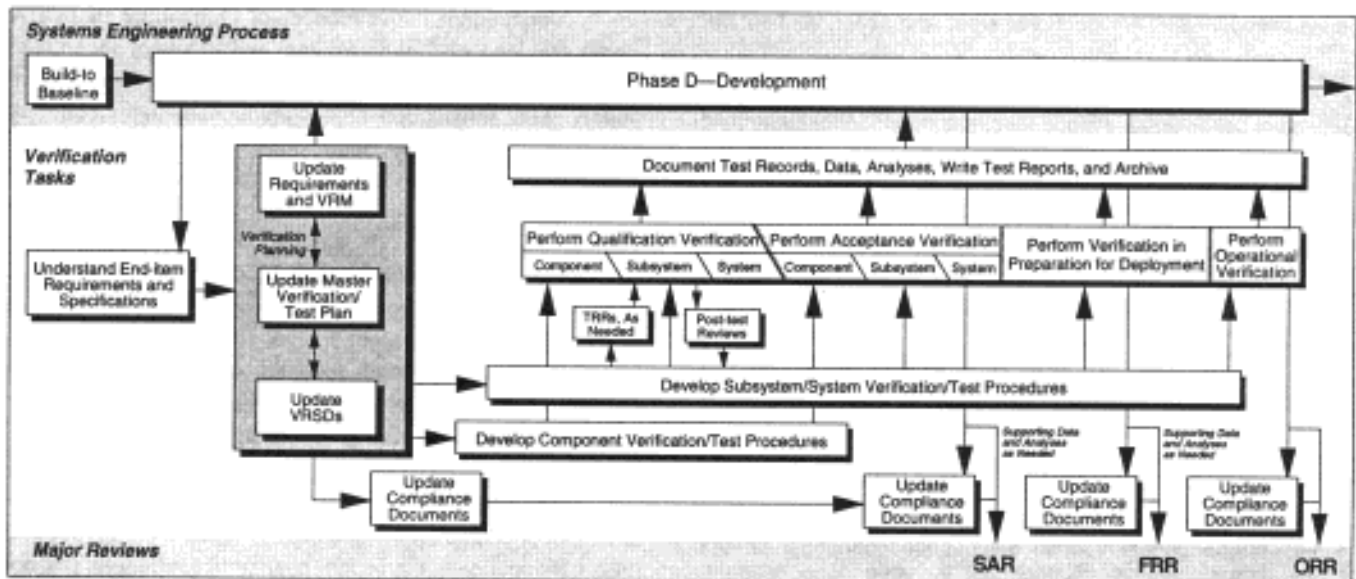 Systems Engineering Process
Build-to
Baseline
Phase D—Development
Verification
Tasks
Update
Requirements
and VRM
Document Test Records, Data, Analyses, Write Test Reports, and Archive
Verification
Planning
Perform Qualification Verification
Perform Acceptance Verification
Perform Verification in
Preparation for Deployment
Perform
Operational
Verification
Component
Subsystem
System
Component
Subsystem
System
Understand End-Item
Requirements and
Specifications
Update Master
Verification/
Test Plan
TRRs, As
Needed
Post-test
Reviews
Develop Subsystem/System Verification/Test Procedures
Update
VRSDs
Develop Component Verification/Test Procedures
Supporting Data
and Analyses
as Needed
Supporting Data
and Analyses
as Needed
Update
Compliance
Documents
Update
Compliance
Documents
Update
Compliance
Documents
Update
Compliance
Documents
Major Reviews
SAR
FRR
ORR